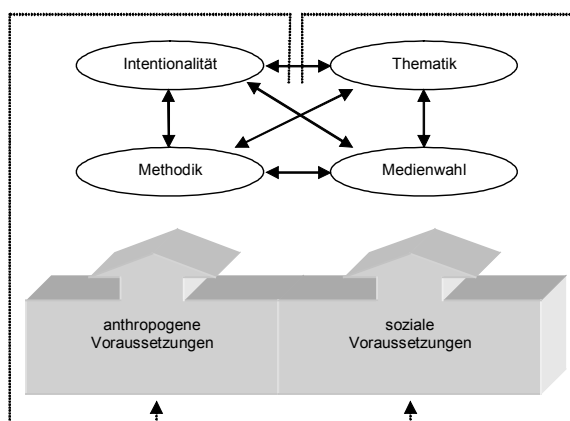 Intentionalität
Thematik
Methodik
Medienwahl
anthropogene
Voraussetzungen
soziale
Voraussetzungen